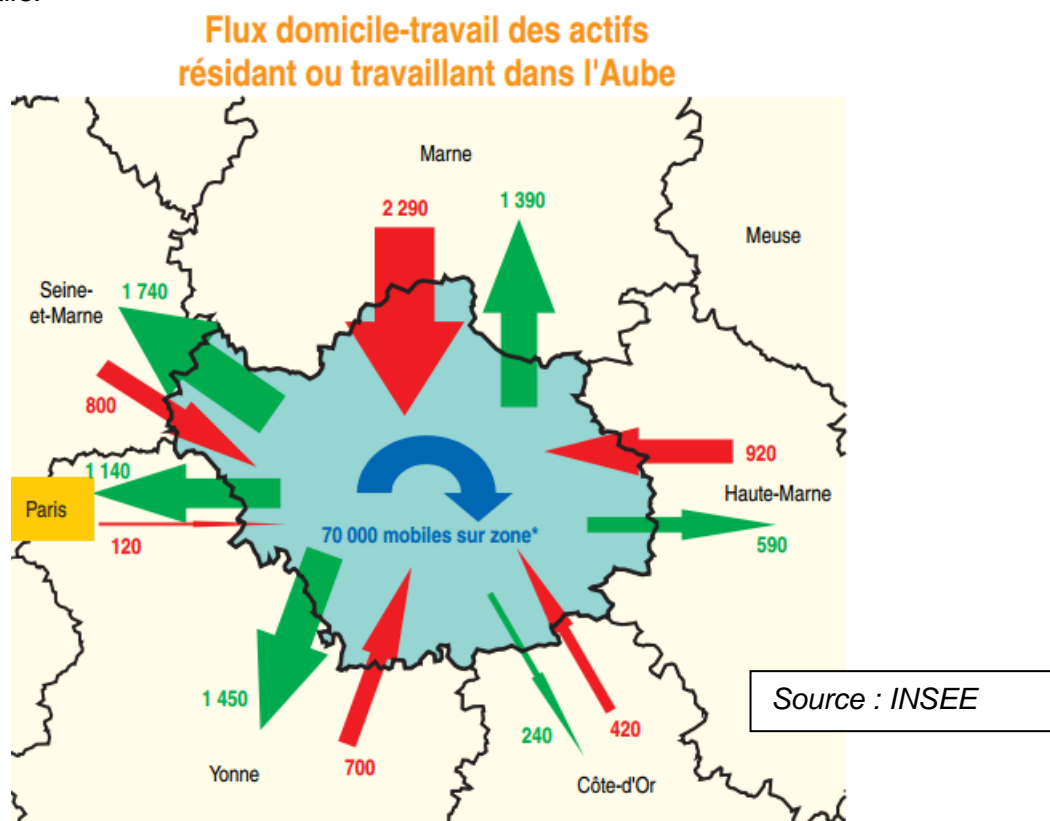 Flux domicile-travail des actifs
résidant ou travaillant dans l'Aube
Marne
2 290
1 390
Meuse
Seine-
et-Marne
1 740
800
920
Haute-Marne
1 140
Paris
120
70 000 mobiles sur zone*
590
1 450
700
240
420
Source : INSEE
Yonne
Côte-d'Or